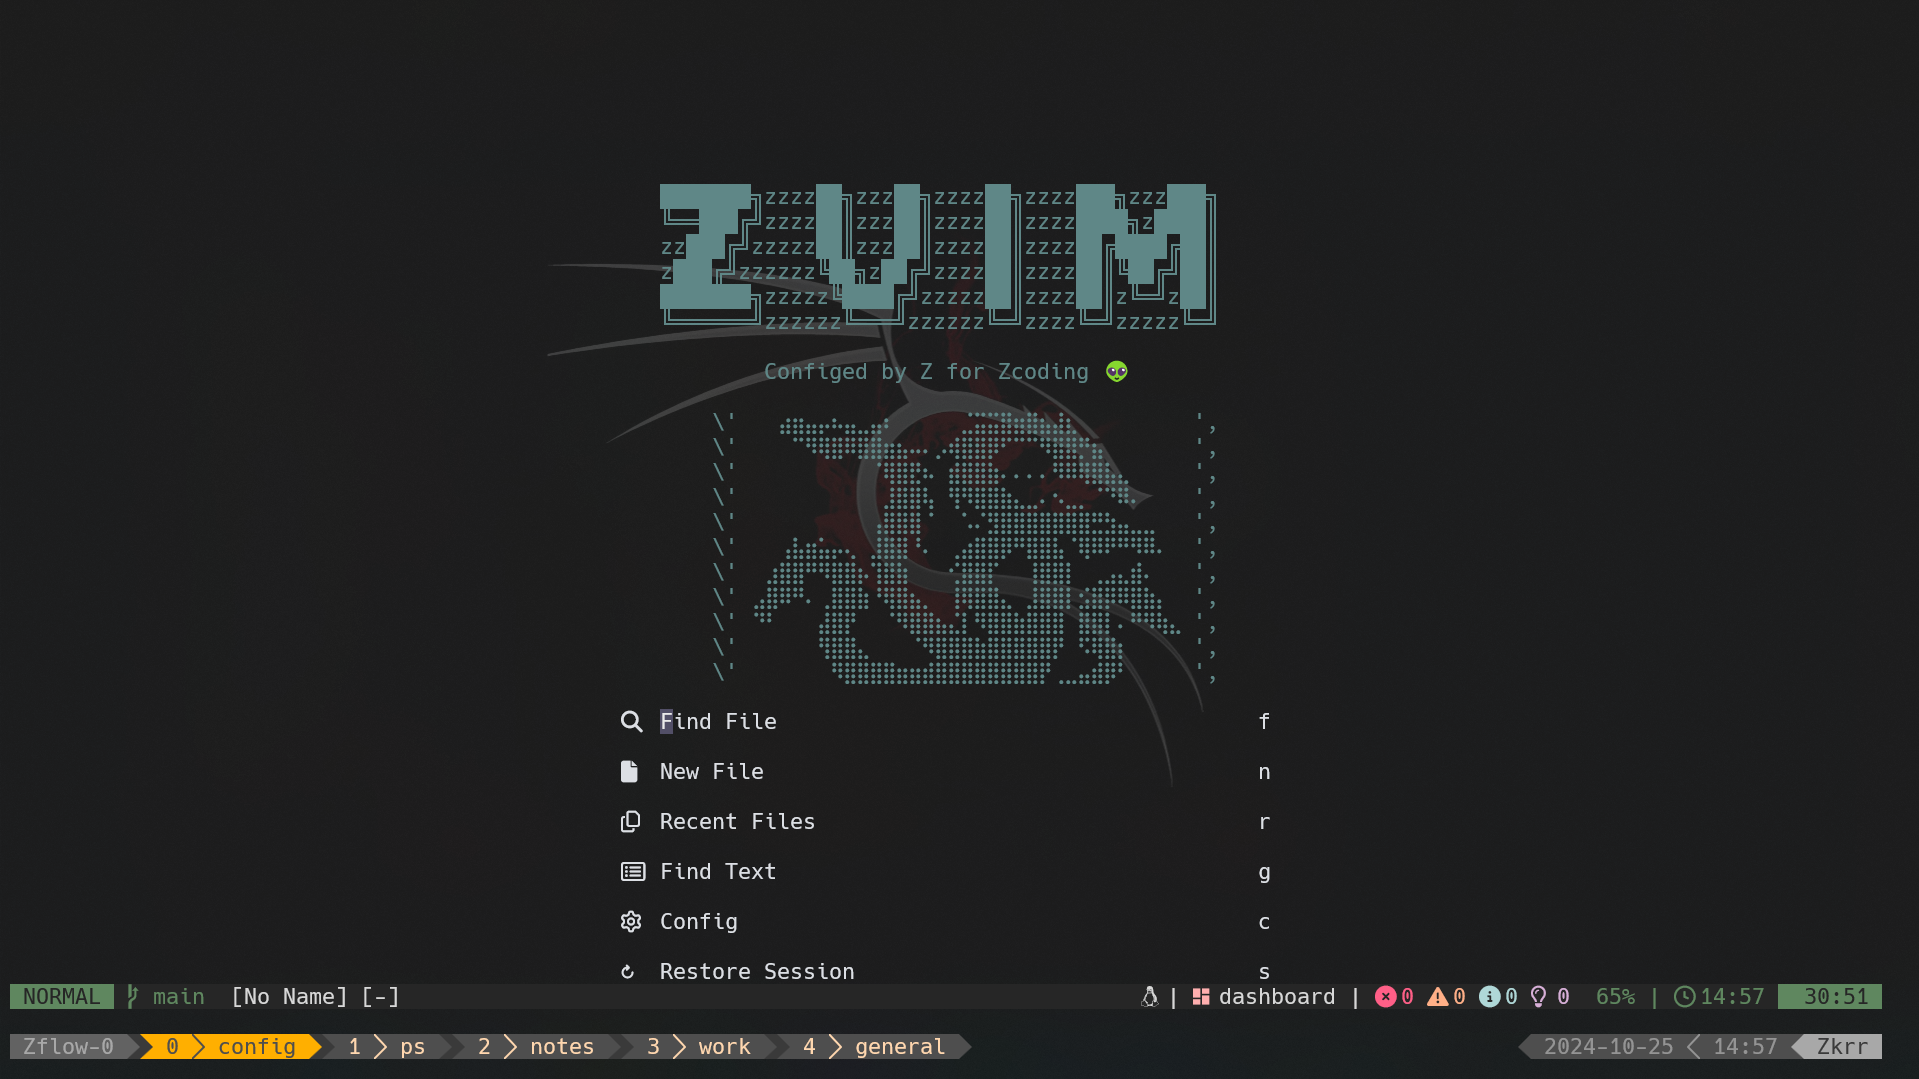 ZVIM
Configed by Z for Zcoding 👽
Find File f
New File n
Recent Files r
Find Text g
Config c
Restore Session s
NORMAL main [No Name] [-] | dashboard | 0 0 0 0 65% | 14:57 30:51
Zflow-0 0 config 1 ps 2 notes 3 work 4 general 2024-10-25 14:57 Zkrr